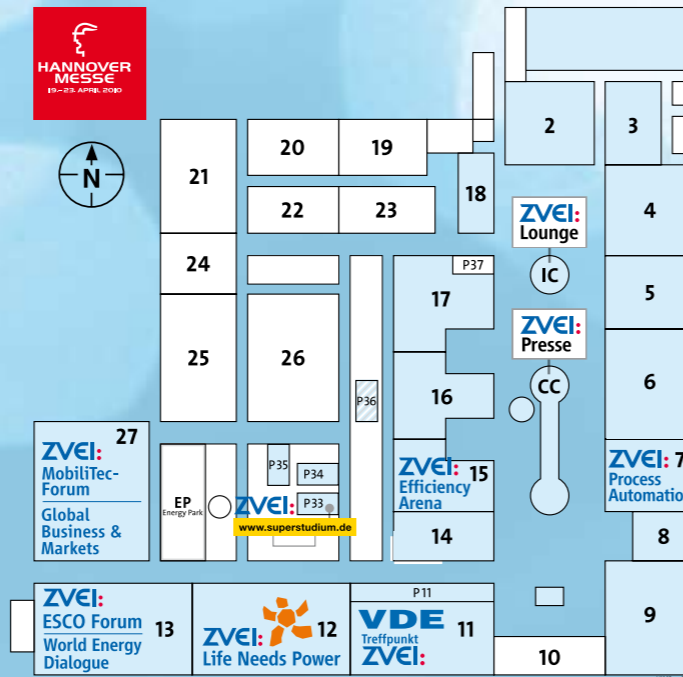 HANNOVER
MESSE
19.–23. APRIL 2010
N
2
3
20
19
21
18
4
22
23
ZVEI:
Lounge
24
P37
IC
5
17
25
26
ZVEI:
Presse
6
16
P36
CC
27
ZVEI:
MobiliTec-
Forum
Global
Business &
Markets
EP
Energy Park
P35
P34
ZVEI:
P33
www.superstudium.de
ZVEI: 15
Efficiency
Arena
ZVEI: 7
Process
Automatio
14
8
ZVEI:
ESCO Forum
World Energy
Dialogue
13
ZVEI:
12
Life Needs Power
P11
VDE
Treffpunkt
ZVEI:
11
10
9